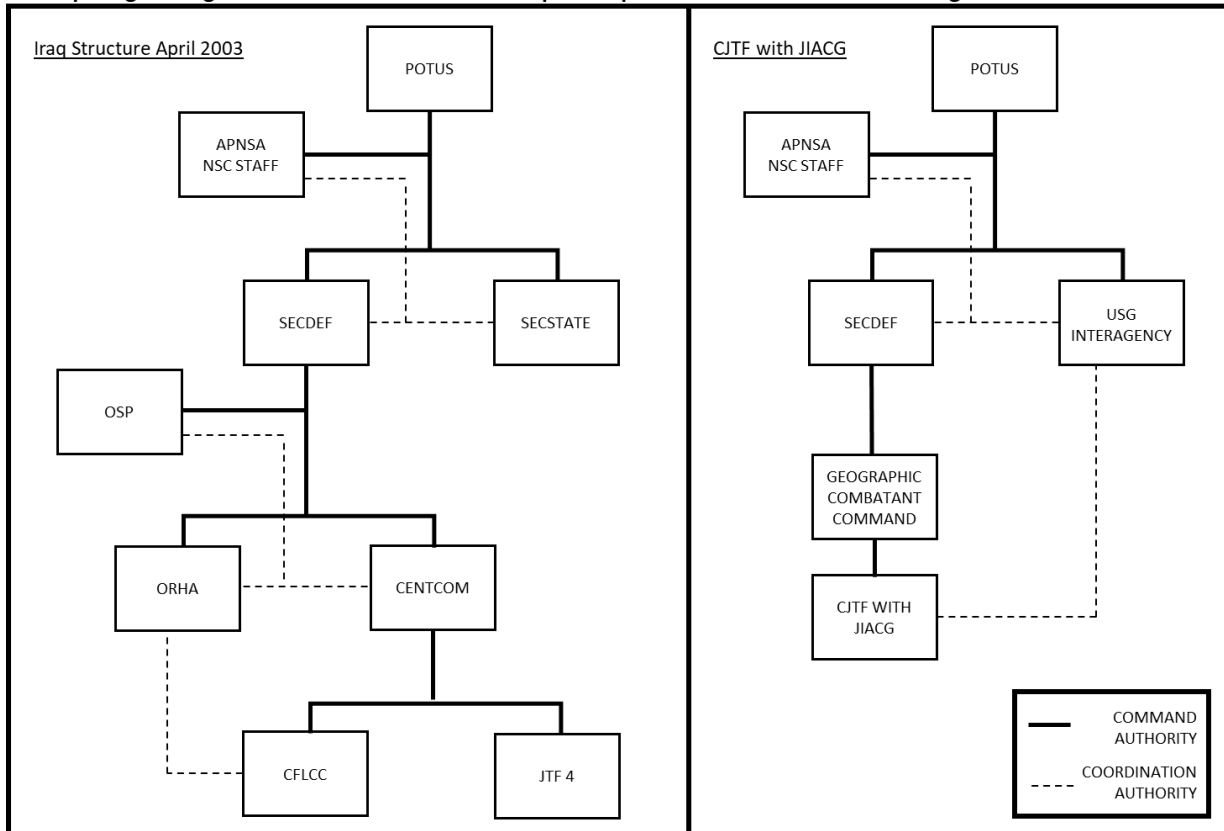 Iraq Structure April 2003
POTUS
APNSA
NSC STAFF
SECDEF
SECSTATE
OSP
ORHA
CENTCOM
CFLCC
JTF 4
CJTF with JIACG
POTUS
APNSA
NSC STAFF
SECDEF
USG
INTERAGENCY
GEOGRAPHIC
COMBATANT
COMMAND
CJTF WITH
JIACG
COMMAND
AUTHORITY
COORDINATION
AUTHORITY